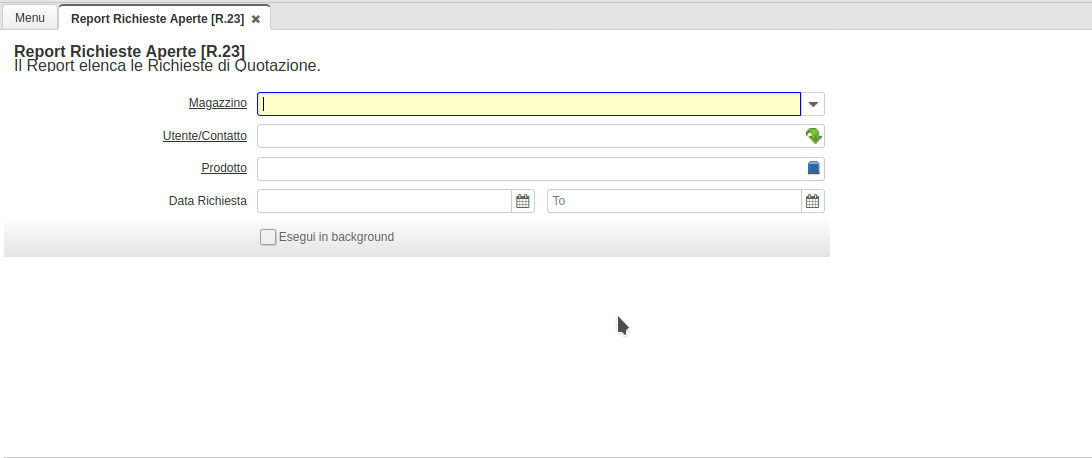 Menu
Report Richieste Aperte [R.23]
Report Richieste Aperte [R.23]
Il Report elenca le Richieste di Quotazione.
Magazzino
Utente/Contatto
Prodotto
Data Richiesta To
Esegui in background